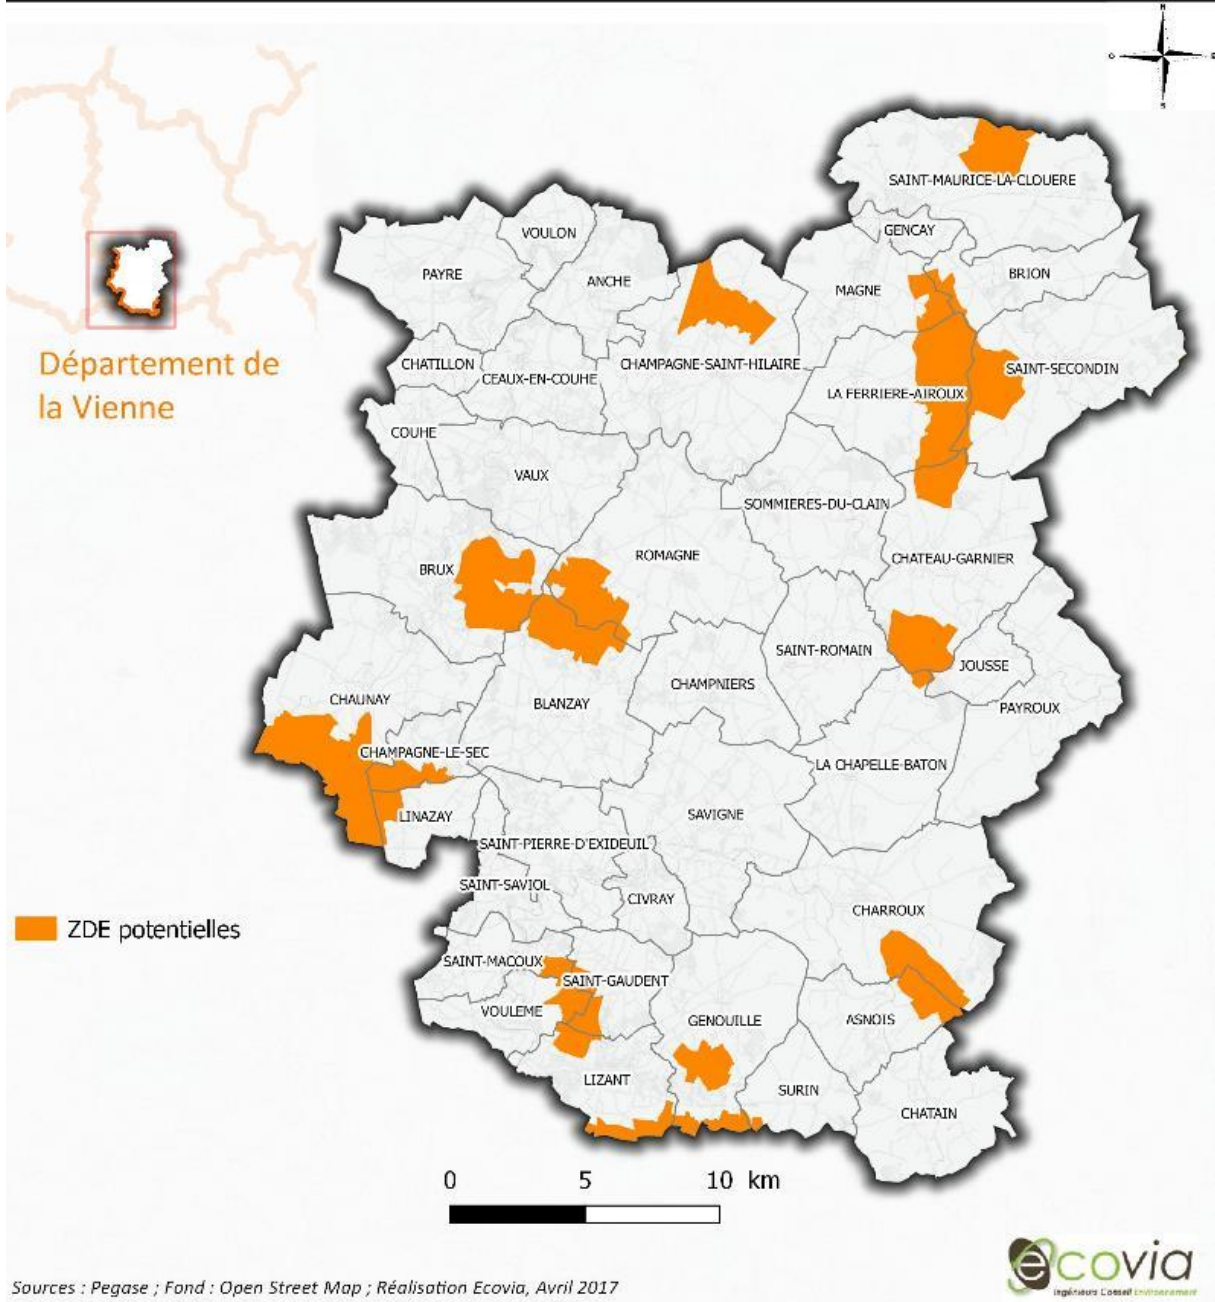 N
O
E
S
SAINT-MAURICE-LA-CLOUERE
GENCAY
VOULON
PAYRE
ANCHE
MAGNE
BRION
Département de
la Vienne
CHATILLON
CEAUX-EN-COUHE
CHAMPAGNE-SAINT-HILAIRE
SAINT-SECONDIN
LA FERRIERE-AIROUX
COUHE
VAUX
SOMMIERES-DU-CLAIN
ROMAGNE
CHATEAU-GARNIER
BRUX
SAINT-ROMAIN
JOUSSE
CHAMPNIERS
CHAUNAY
BLANZAY
PAYROUX
CHAMPAGNE-LE-SEC
LA CHAPELLE-BATON
LINAZAY
SAVIGNE
SAINT-PIERRE-D'EXIDEUIL
SAINT-SAVIOL
CIVRAY
CHARROUX
ZDE potentielles
SAINT-MACOUX
SAINT-GAUDENT
VOULEME
GENOUILLE
ASNOIS
LIZANT
SURIN
CHATAIN
0 5 10 km
ecovia
Ingénieurs Conseil Environnement
Sources : Pegase ; Fond : Open Street Map ; Réalisation Ecovia, Avril 2017